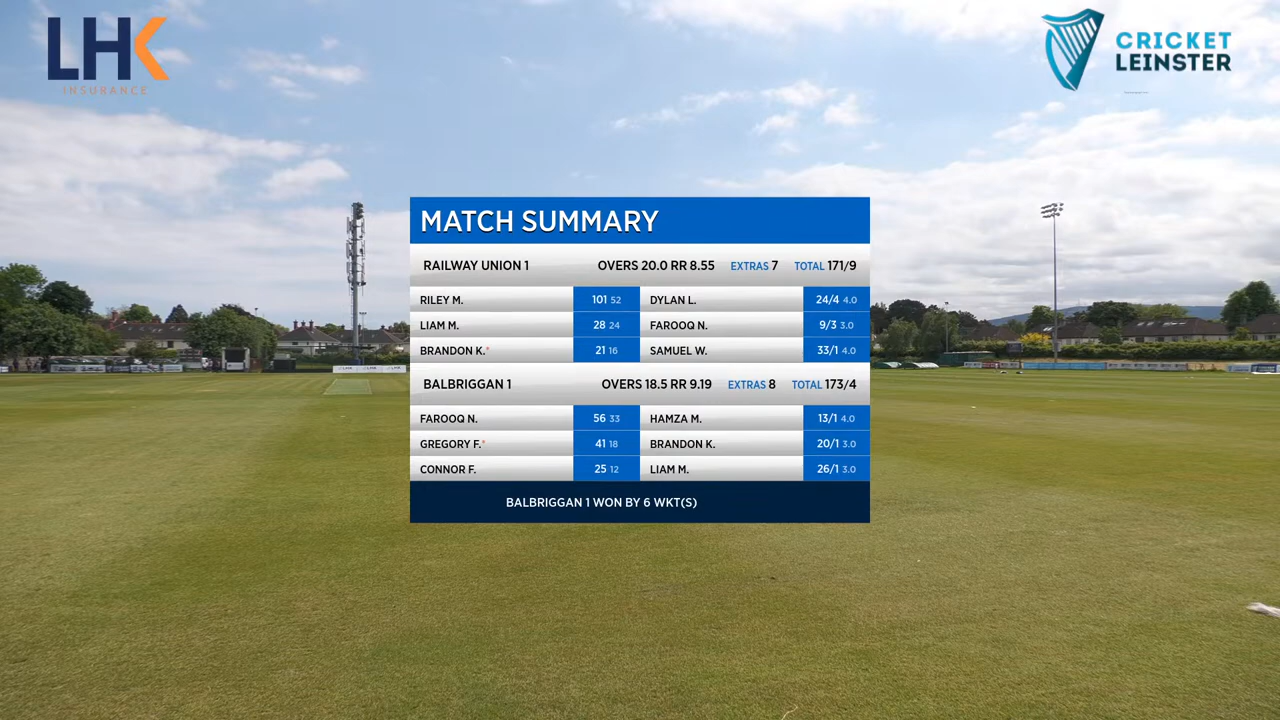 LHK
INSURANCE
CRICKET
LEINSTER
MATCH SUMMARY
RAILWAY UNION 1 OVERS 20.0 RR 8.55 EXTRAS 7 TOTAL 171/9
RILEY M. 101 52 DYLAN L. 24/4 4.0
LIAM M. 28 24 FAROOQ N. 9/3 3.0
BRANDON K.* 21 16 SAMUEL W. 33/1 4.0
BALBRIGGAN 1 OVERS 18.5 RR 9.19 EXTRAS 8 TOTAL 173/4
FAROOQ N. 56 33 HAMZA M. 13/1 4.0
GREGORY F.* 41 18 BRANDON K. 20/1 3.0
CONNOR F. 25 12 LIAM M. 26/1 3.0
BALBRIGGAN 1 WON BY 6 WKT(S)